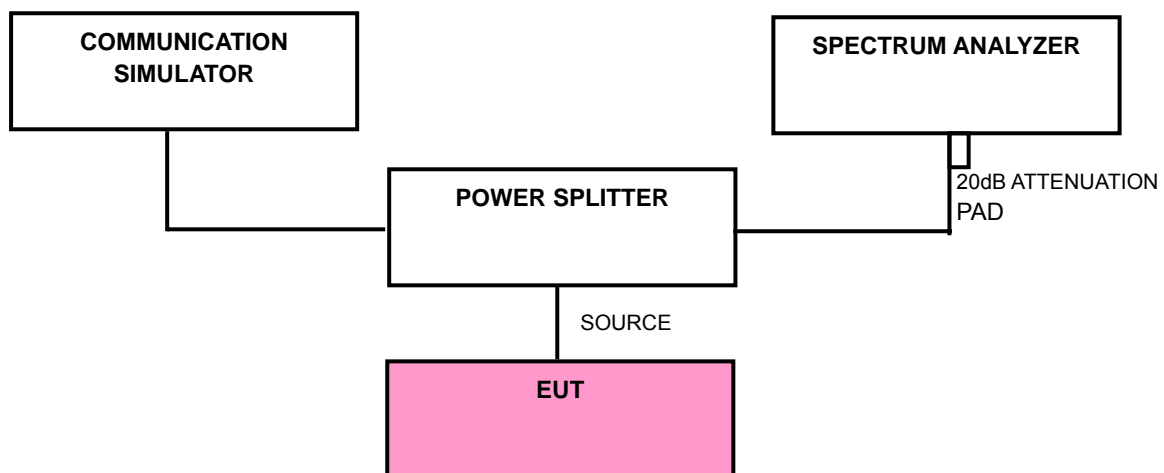 COMMUNICATION
SIMULATOR
SPECTRUM ANALYZER
20dB ATTENUATION
PAD
POWER SPLITTER
SOURCE
EUT